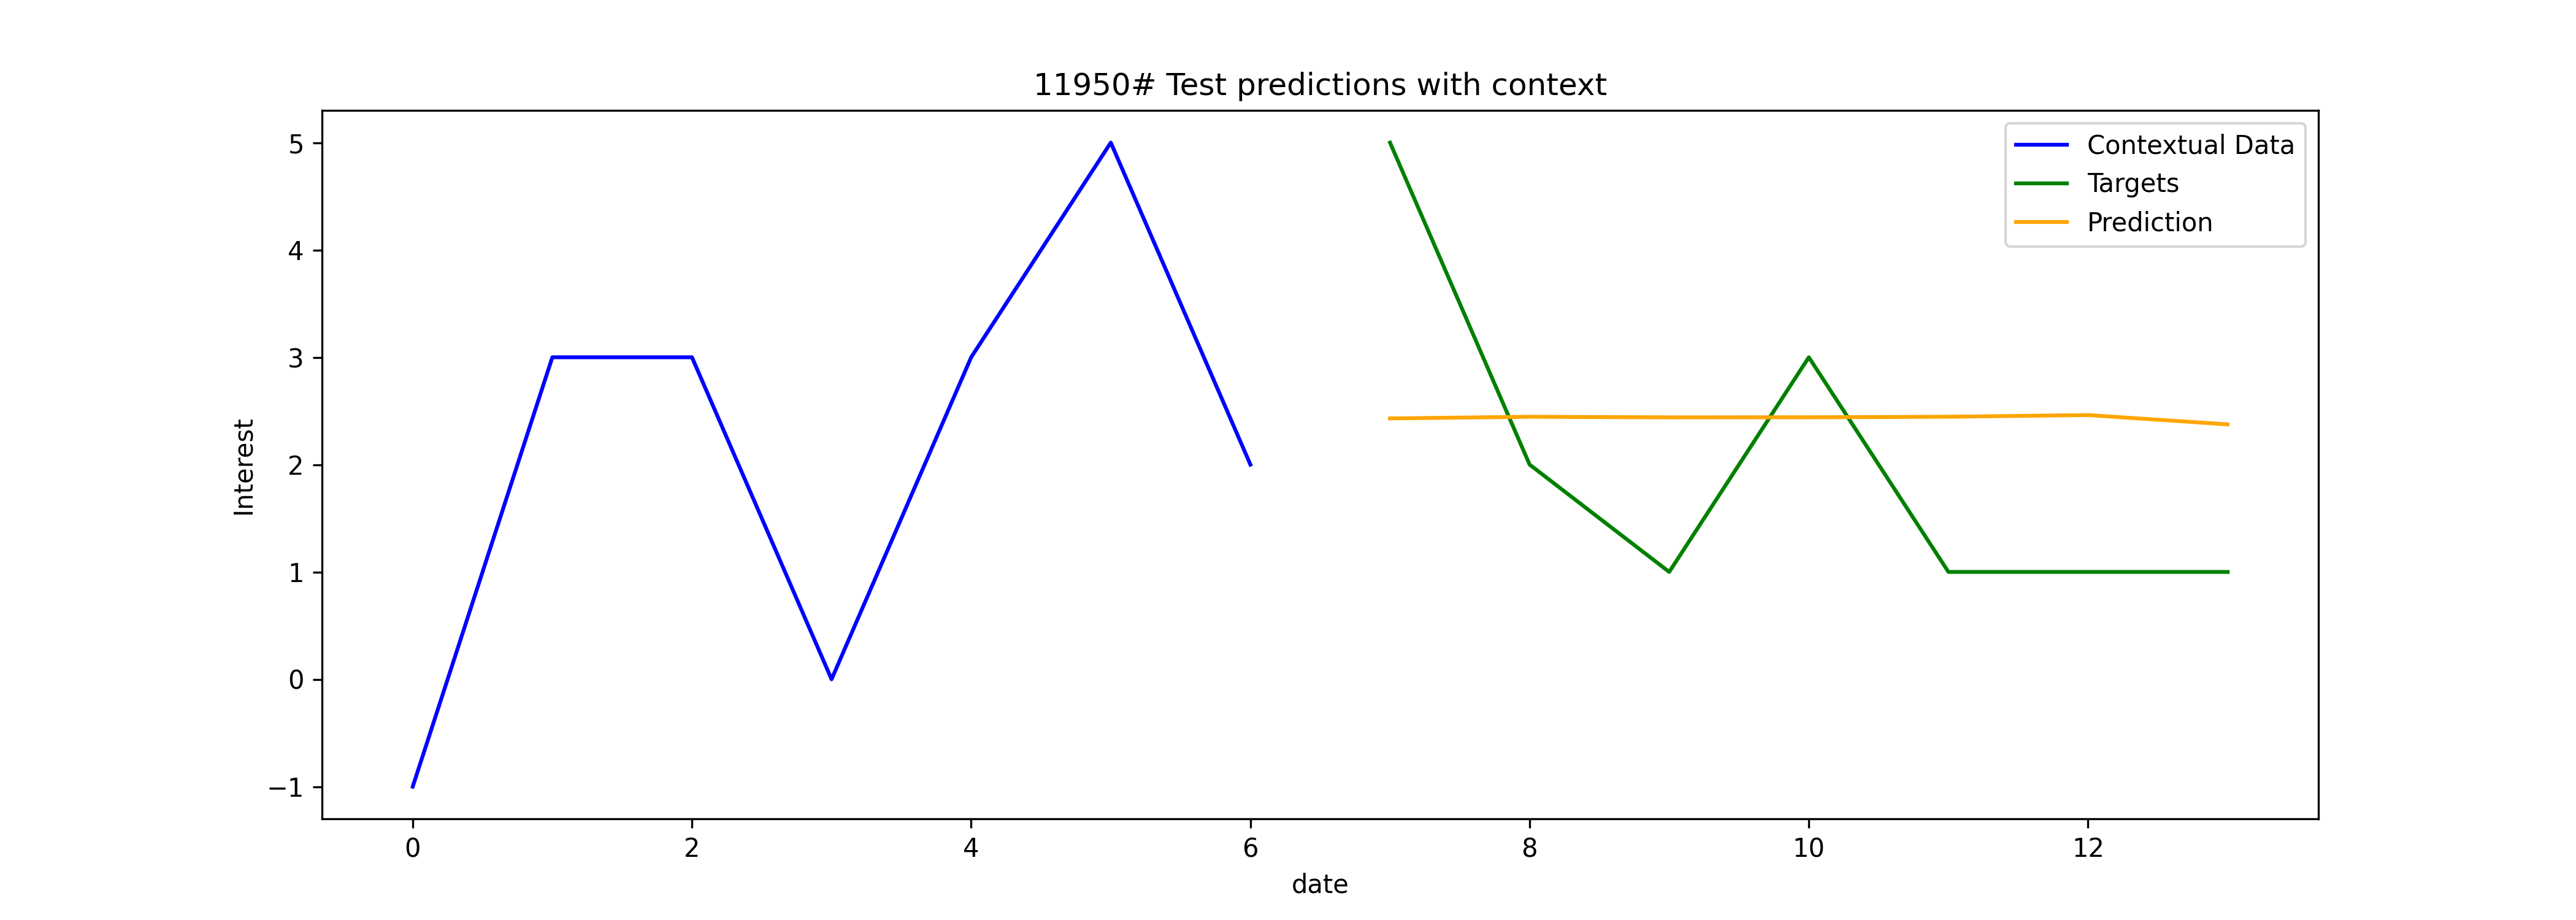 11950# Test predictions with context
Contextual Data
Targets
Prediction
5
4
3
2
1
0
−1
Interest
0
2
4
6
8
10
12
date